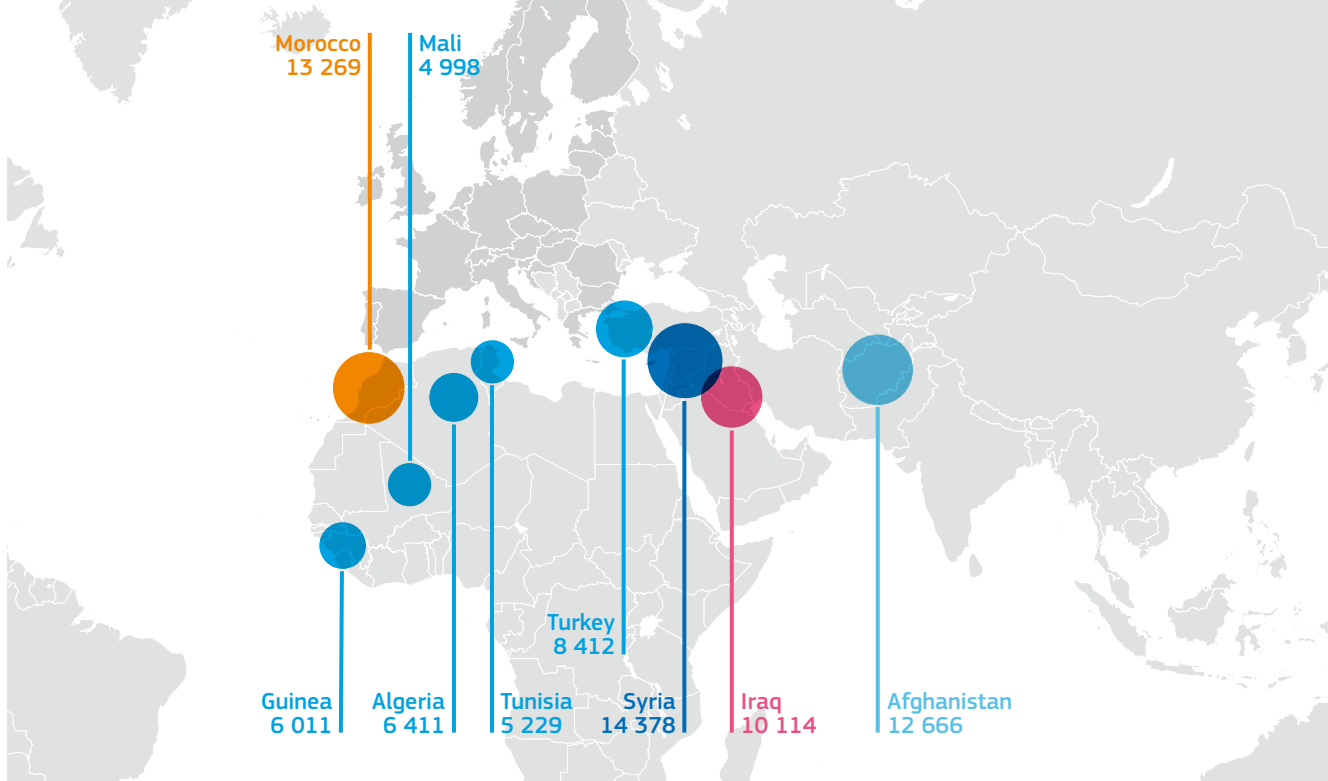 Morocco
13 269
Mali
4 998
Turkey
8 412
Guinea
6 011
Algeria
6 411
Tunisia
5 229
Syria
14 378
Iraq
10 114
Afghanistan
12 666